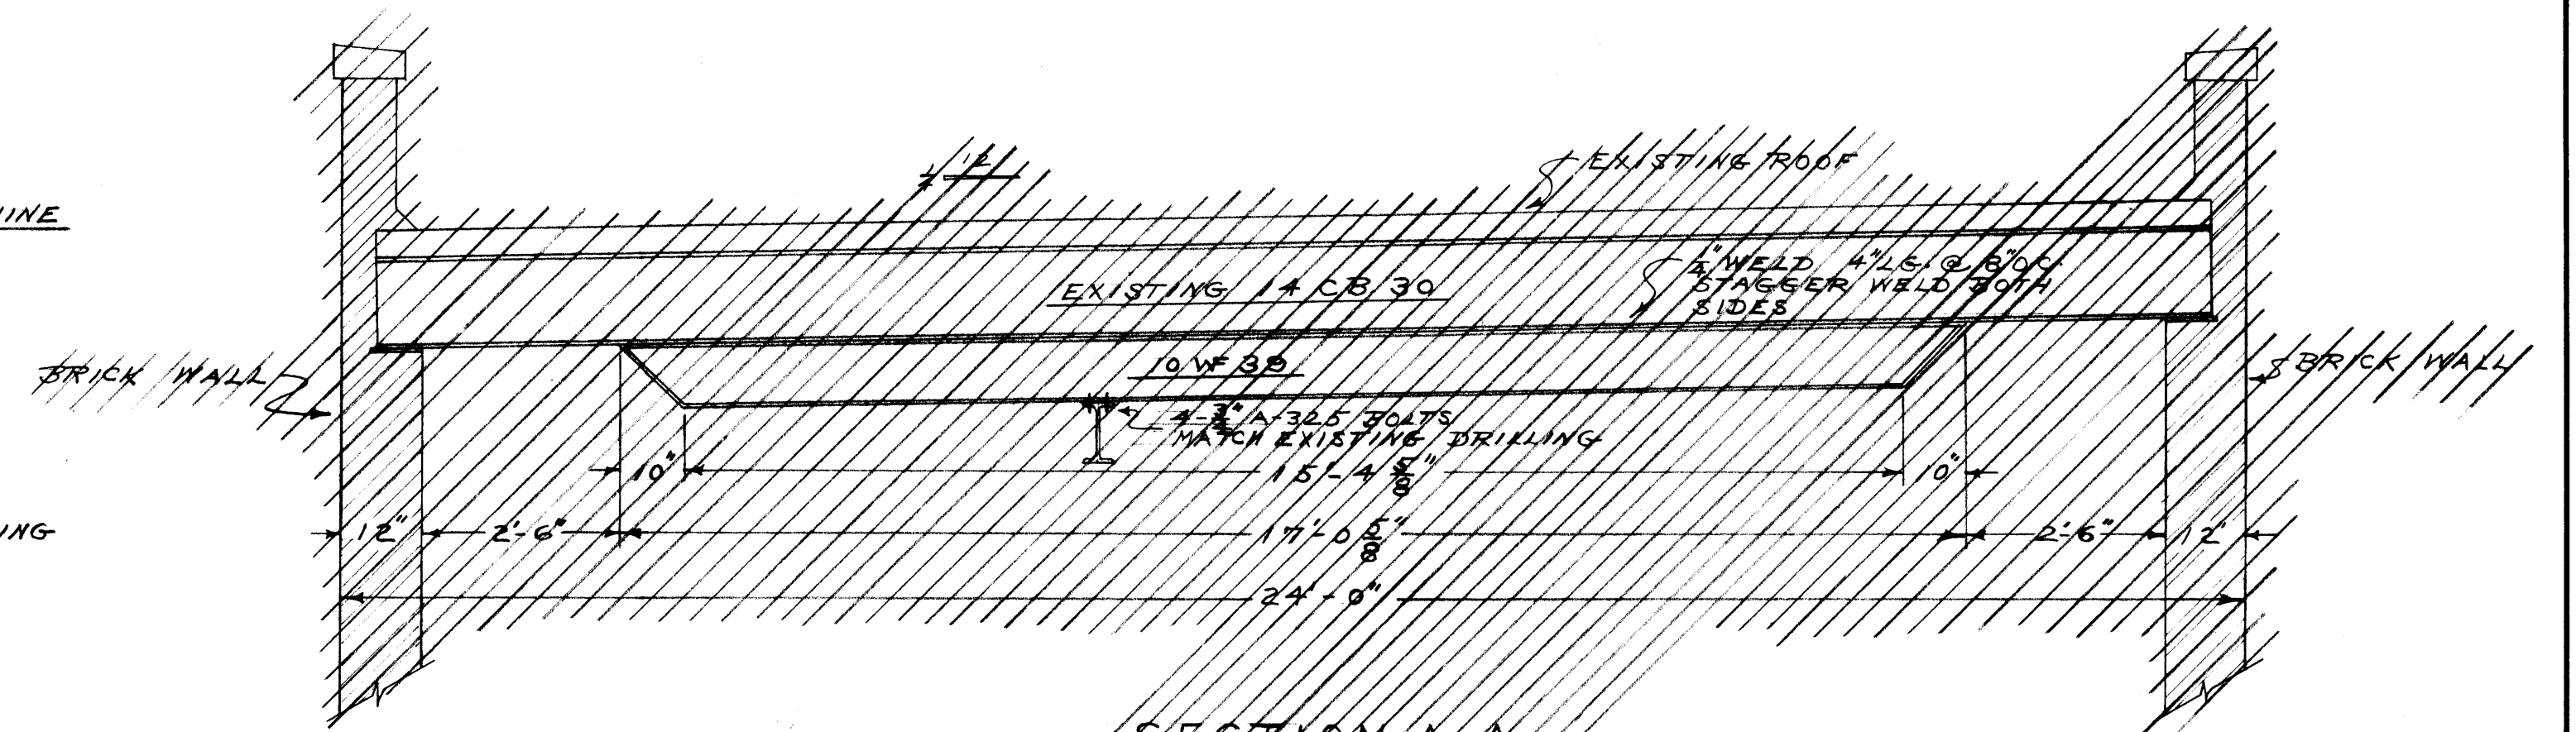 12
1/4
EXISTING ROOF
INE
1/4" WELD 4" LG. @ 8" O.C.
STAGGER WELD BOTH
SIDES
EXISTING 14 CB 30
10 WF 39
BRICK WALL
BRICK WALL
4-3/4" A-325 BOLTS
MATCH EXISTING DRILLING
10" 15'-4 5/8" 10"
ING
12" 2'-6" 17'-0 5/8" 2'-6" 12'
24'-0"